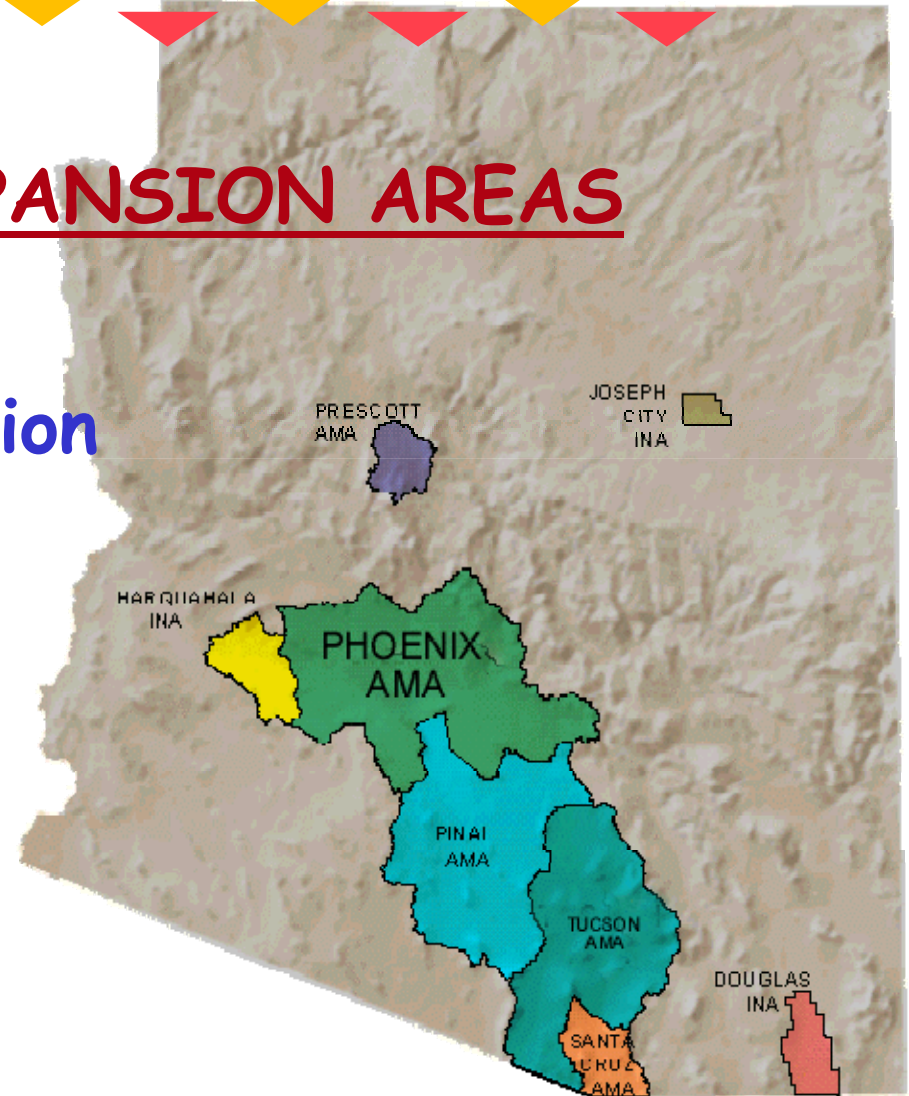 PANSION AREAS
ion
PRESCOTT
AMA
JOSEPH
CITY
INA
HARQUAHALA
INA
PHOENIX
AMA
PINAL
AMA
TUCSON
AMA
DOUGLAS
INA
SANTA
CRUZ
AMA